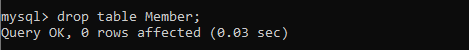 mysql> drop table Member;
Query OK, 0 rows affected (0.03 sec)